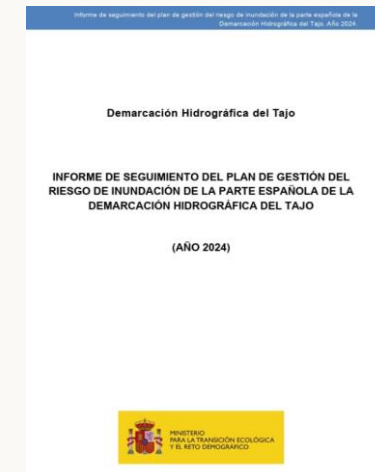 Informe de seguimiento del plan de gestión del riesgo de inundación de la parte española de la
Demarcación Hidrográfica del Tajo. Año 2024.
Demarcación Hidrográfica del Tajo
INFORME DE SEGUIMIENTO DEL PLAN DE GESTIÓN DEL
RIESGO DE INUNDACIÓN DE LA PARTE ESPAÑOLA DE LA
DEMARCACIÓN HIDROGRÁFICA DEL TAJO
(AÑO 2024)
MINISTERIO
PARA LA TRANSICIÓN ECOLÓGICA
Y EL RETO DEMOGRÁFICO